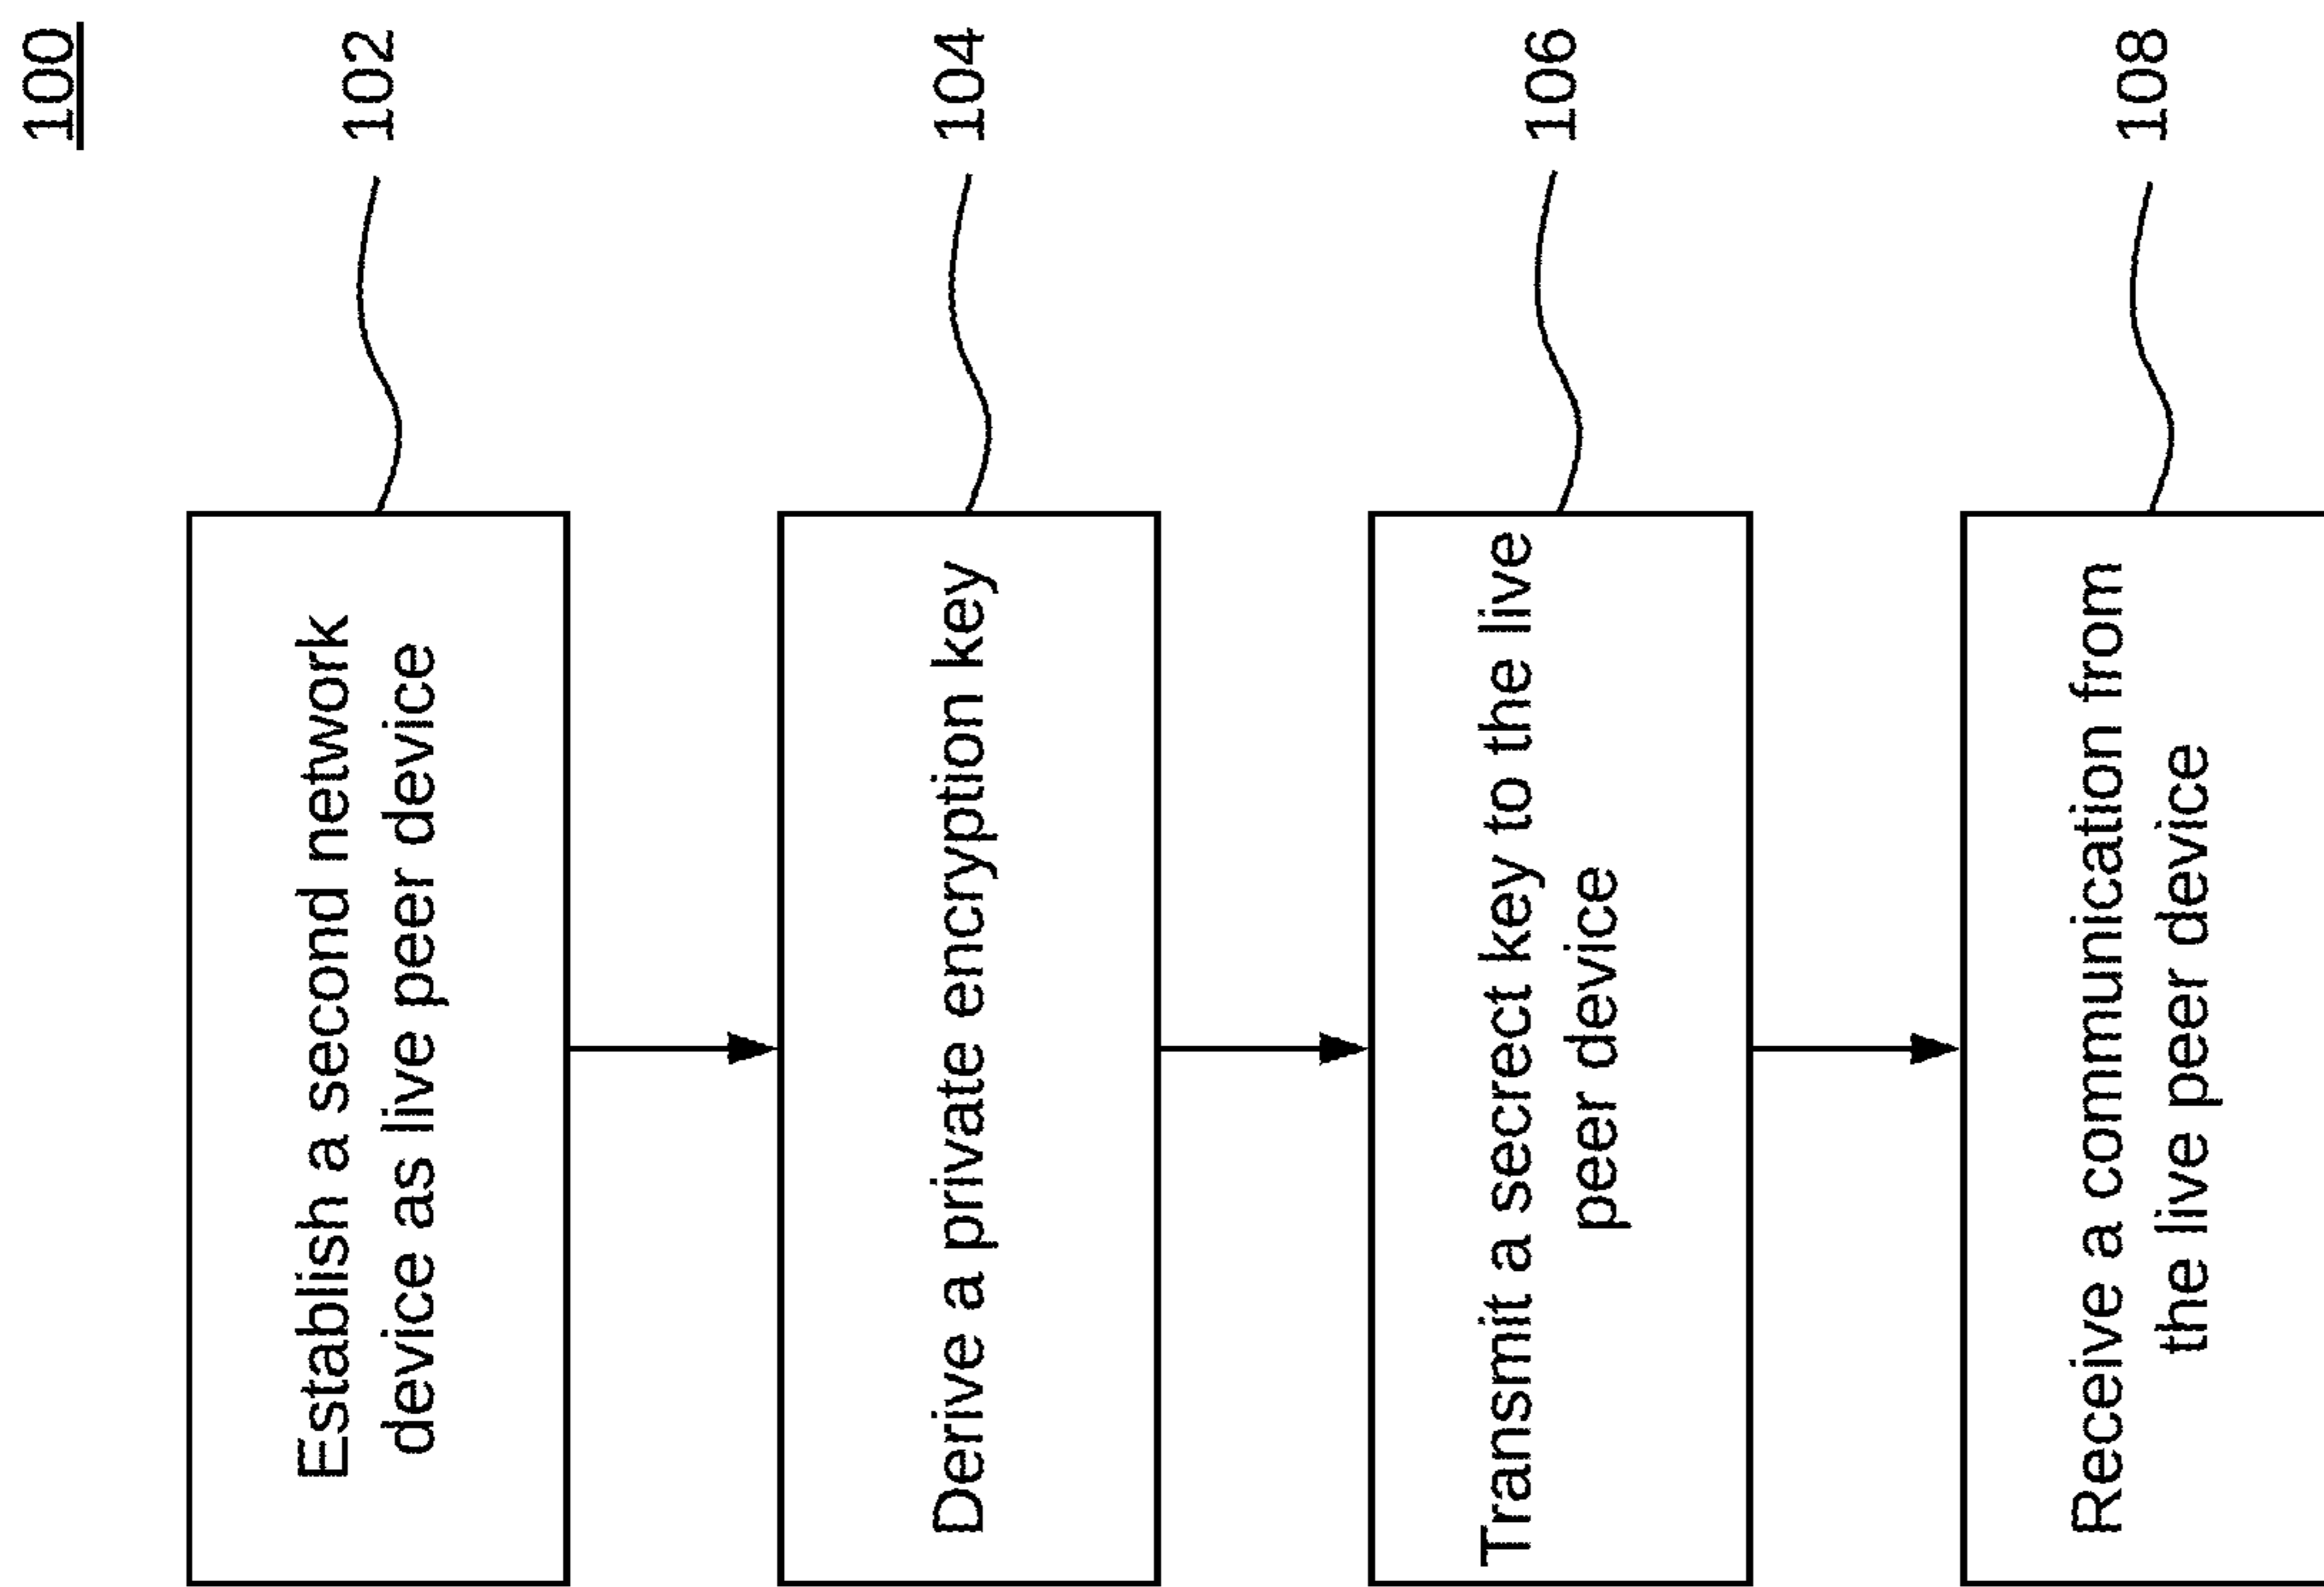 100
Establish a second network
device as live peer device
102
Derive a private encryption key
104
Transmit a secrect key to the live
peer device
106
Receive a communication from
the live peer device
108